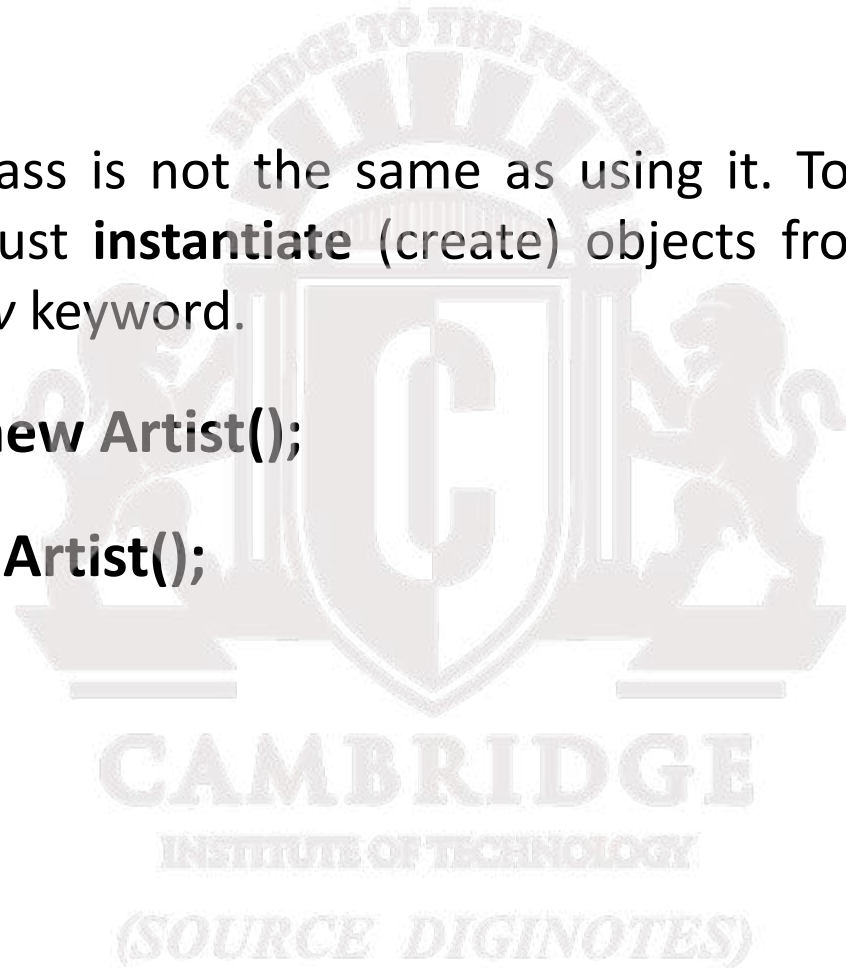 BRIDGE TO THE FUTURE
ass is not the same as using it. To
ust instantiate (create) objects fro
keyword.
ew Artist();
Artist();
C
CAMBRIDGE
INSTITUTE OF TECHNOLOGY
(SOURCE DIGINOTES)